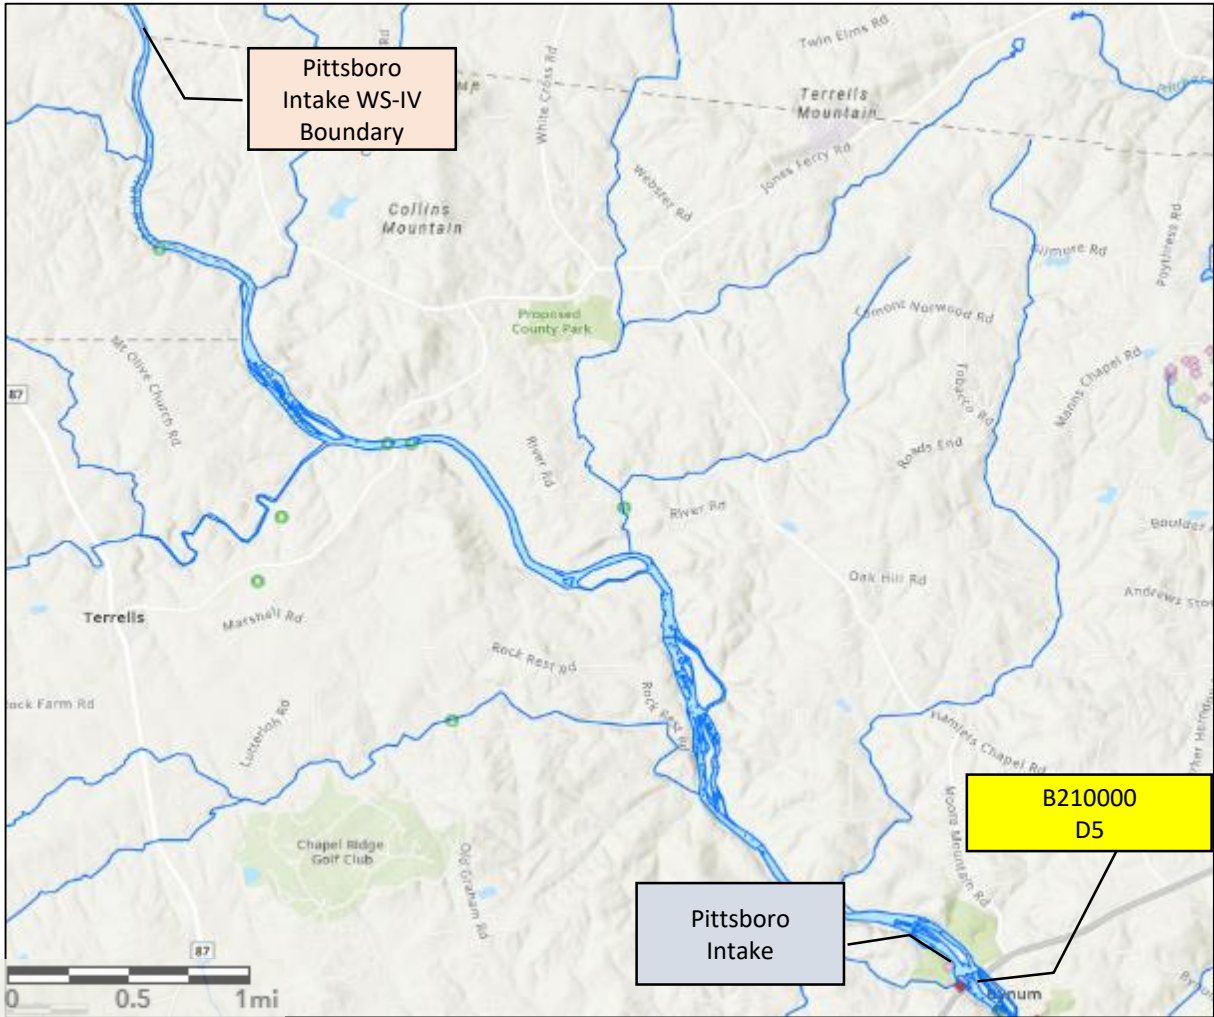 Pittsboro
Intake WS-IV
Boundary
Rd
White Cross Rd
Twin Elms Rd
Terrells
Mountain
Jones Ferry Rd
Webster Rd
Collins
Mountain
Poythress Rd
Gilmore Rd
Proposed
County Park
Lamont Norwood Rd
Mt Olive Church Rd
Tobacco Rd
Manns Chapel Rd
87
River Rd
Roads End
River Rd
Boulder
Oak Hill Rd
Andrews Sto
Terrells
Marshall Rd
Rock Rest Rd
Rock Rest Rd
ock Farm Rd
Lutterloh Rd
Hamlets Chapel Rd
rker Herndon
B210000
D5
Moore Mountain Rd
Chapel Ridge
Golf Club
Old Graham Rd
Pittsboro
Intake
87
0 0.5 1mi
Bynum
Bynum